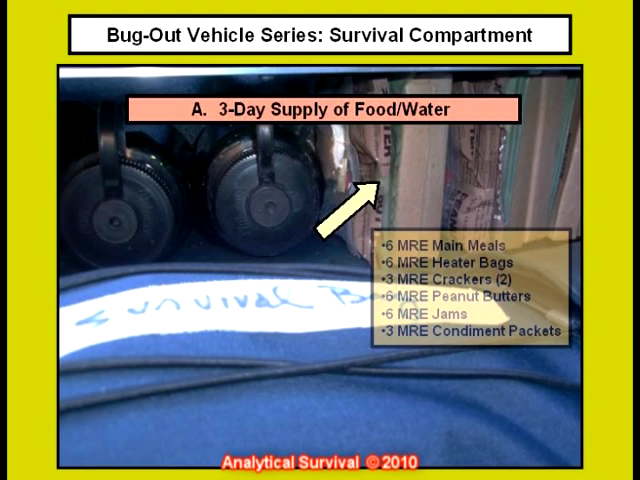 Bug-Out Vehicle Series: Survival Compartment
A. 3-Day Supply of Food/Water
•6 MRE Main Meals
•6 MRE Heater Bags
•3 MRE Crackers (2)
•6 MRE Peanut Butters
•6 MRE Jams
•3 MRE Condiment Packets
Survival
Analytical Survival © 2010